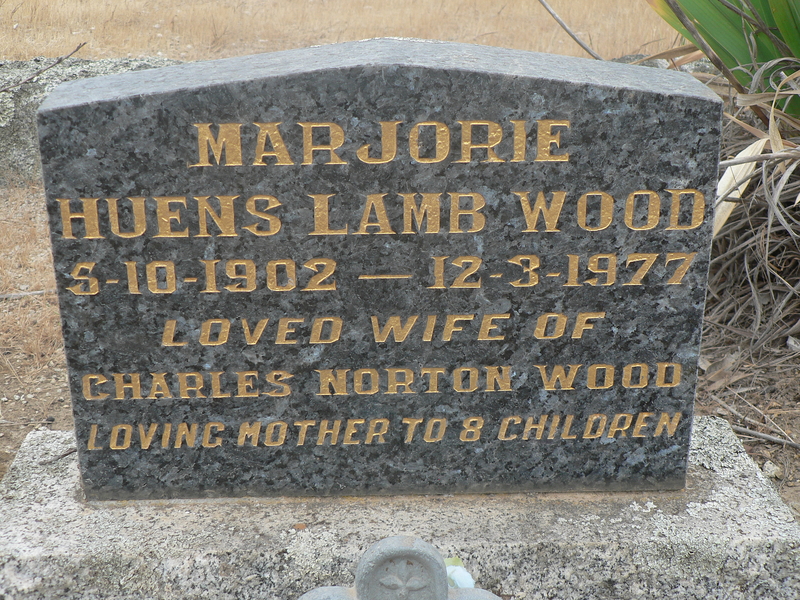 MARJORIE
HUENS LAMB WOOD
5-10-1902 — 12-3-1977
LOVED WIFE OF
CHARLES NORTON WOOD
LOVING MOTHER TO 8 CHILDREN